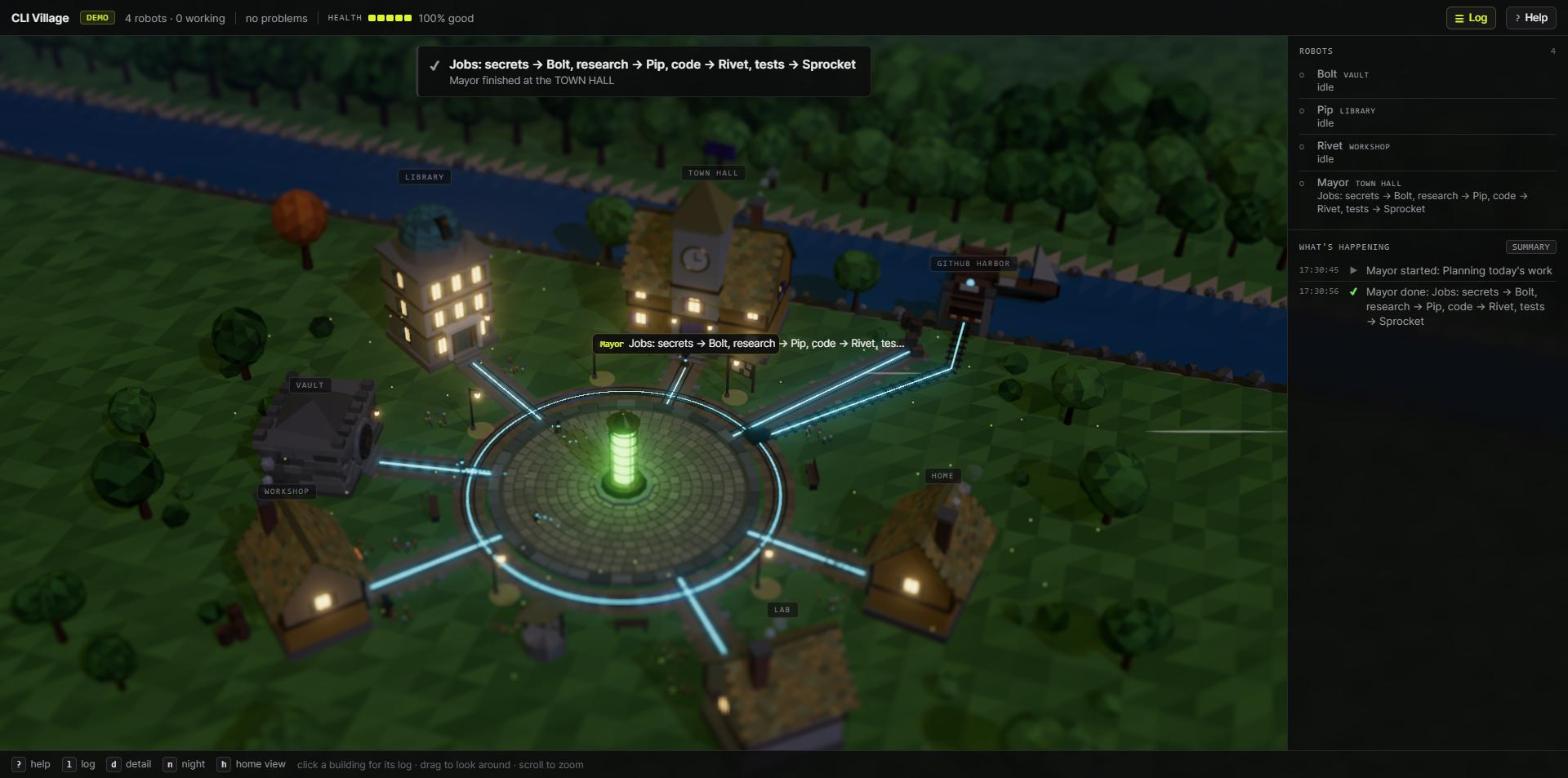 CLI Village DEMO 4 robots · 0 working no problems HEALTH 100% good Log ? Help
Jobs: secrets → Bolt, research → Pip, code → Rivet, tests → Sprocket
Mayor finished at the TOWN HALL
LIBRARY
TOWN HALL
GITHUB HARBOR
Mayor Jobs: secrets → Bolt, research → Pip, code → Rivet, tes...
VAULT
WORKSHOP
HOME
LAB
ROBOTS 4
Bolt VAULT
idle
Pip LIBRARY
idle
Rivet WORKSHOP
idle
Mayor TOWN HALL
Jobs: secrets → Bolt, research → Pip, code →
Rivet, tests → Sprocket
WHAT'S HAPPENING SUMMARY
17:30:45 Mayor started: Planning today's work
17:30:56 Mayor done: Jobs: secrets → Bolt,
research → Pip, code → Rivet, tests
→ Sprocket
? help l log d detail n night h home view click a building for its log · drag to look around · scroll to zoom